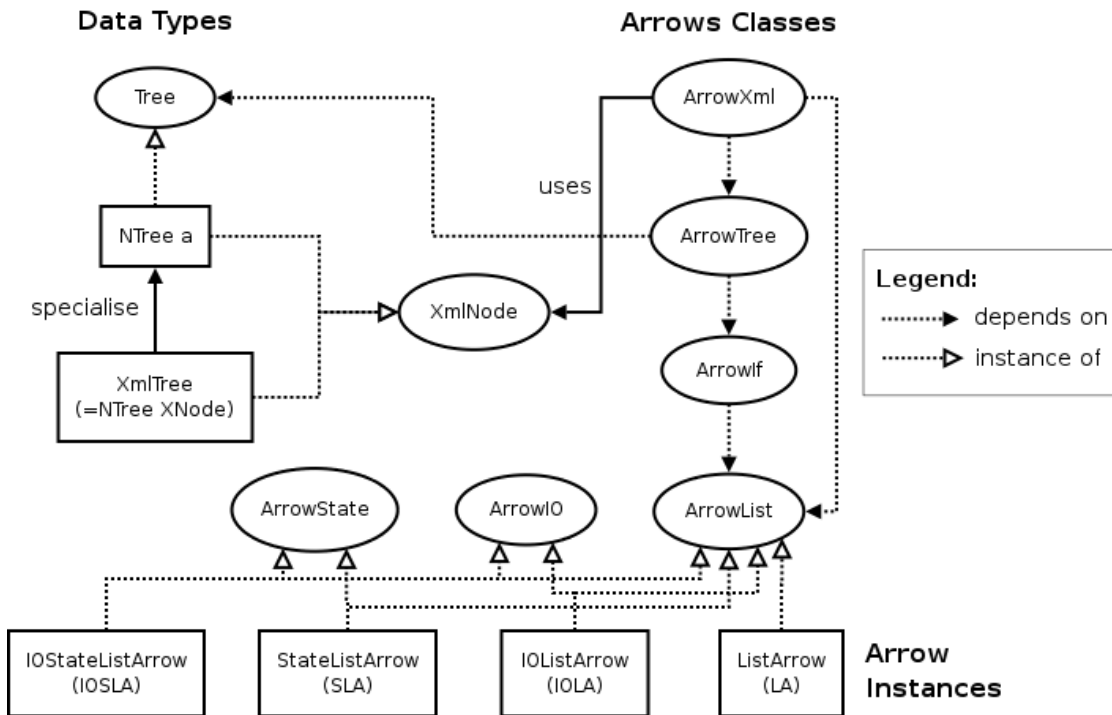 Data Types
Arrows Classes
Tree
ArrowXml
uses
NTree a
ArrowTree
specialise
XmlNode
Legend:
depends on
instance of
XmlTree
(=NTree XNode)
ArrowIf
ArrowState
ArrowIO
ArrowList
IOStateListArrow
(IOSLA)
StateListArrow
(SLA)
IOListArrow
(IOLA)
ListArrow
(LA)
Arrow
Instances